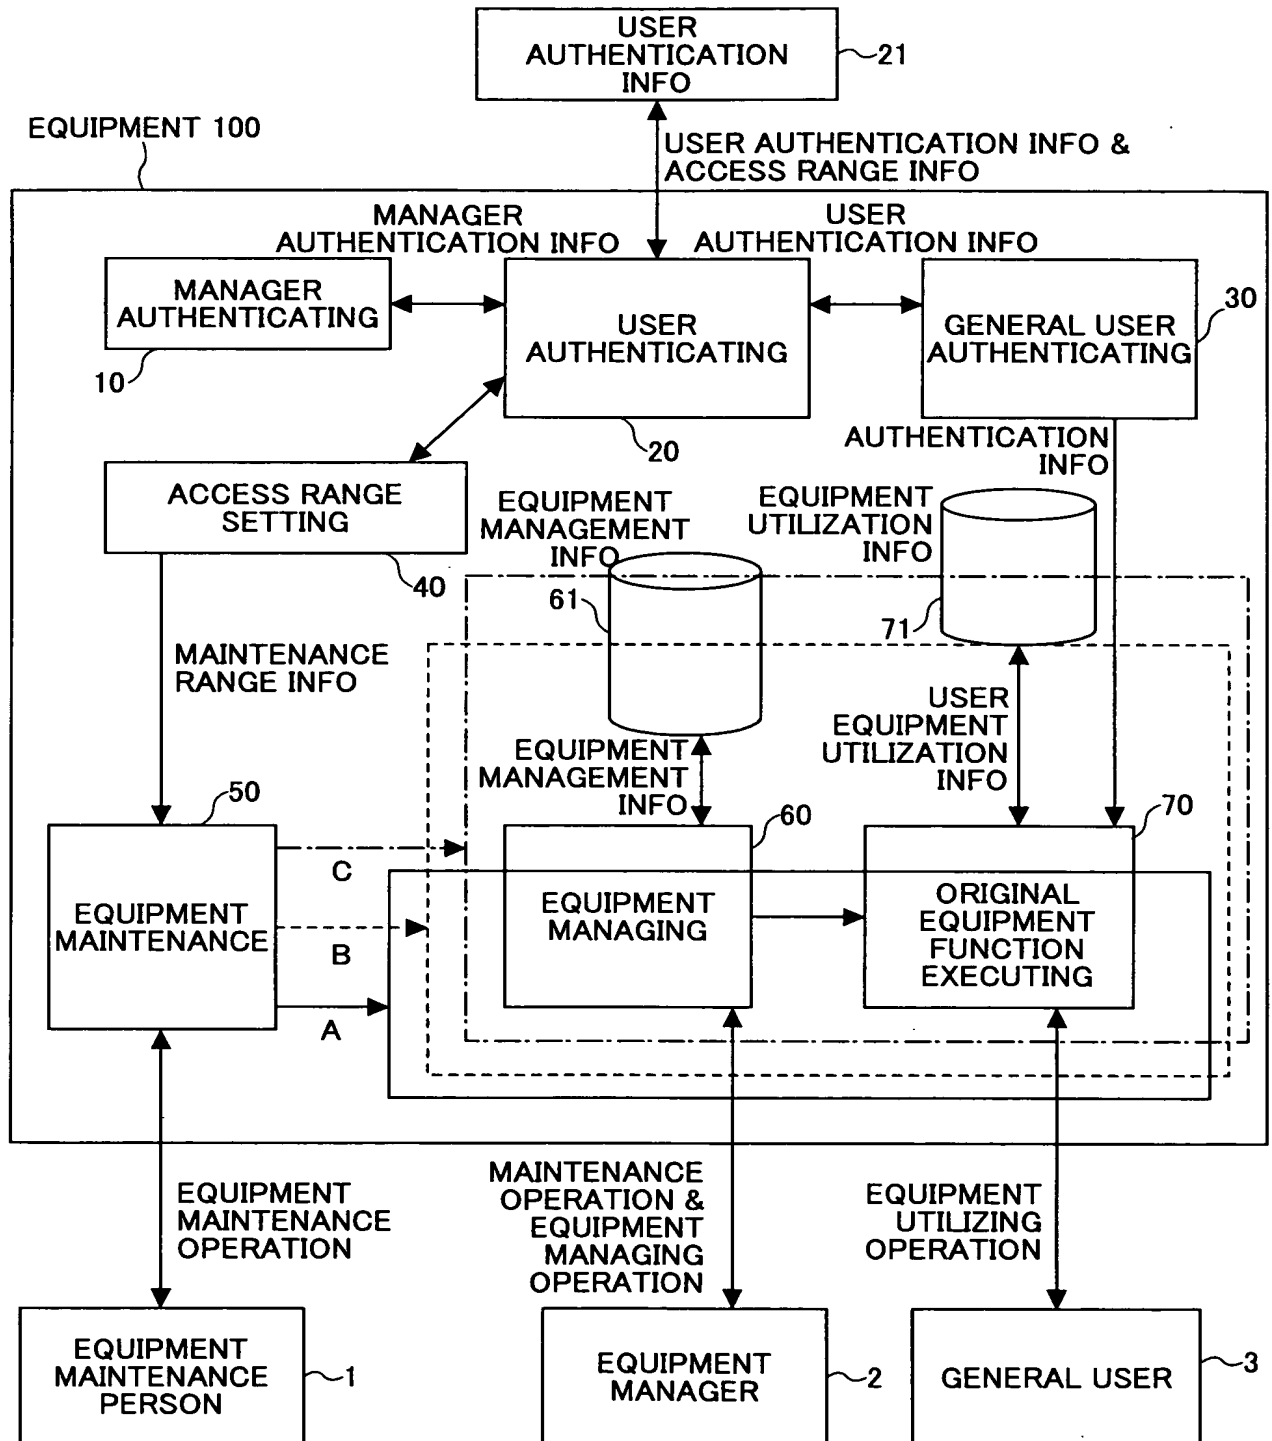 USER
AUTHENTICATION
INFO
21
EQUIPMENT 100
USER AUTHENTICATION INFO &
ACCESS RANGE INFO
MANAGER
AUTHENTICATION INFO
USER
AUTHENTICATION INFO
MANAGER
AUTHENTICATING
10
USER
AUTHENTICATING
20
GENERAL USER
AUTHENTICATING
30
AUTHENTICATION
INFO
ACCESS RANGE
SETTING
40
EQUIPMENT
MANAGEMENT
INFO
61
EQUIPMENT
UTILIZATION
INFO
71
MAINTENANCE
RANGE INFO
USER
EQUIPMENT
UTILIZATION
INFO
EQUIPMENT
MANAGEMENT
INFO
50
60
70
EQUIPMENT
MAINTENANCE
C
B
A
EQUIPMENT
MANAGING
ORIGINAL
EQUIPMENT
FUNCTION
EXECUTING
EQUIPMENT
MAINTENANCE
OPERATION
MAINTENANCE
OPERATION &
EQUIPMENT
MANAGING
OPERATION
EQUIPMENT
UTILIZING
OPERATION
EQUIPMENT
MAINTENANCE
PERSON
1
EQUIPMENT
MANAGER
2
GENERAL USER
3